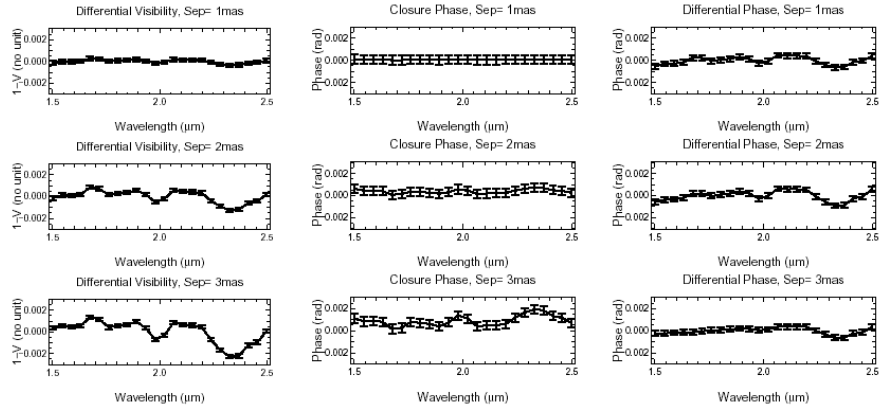 Differential Visibility, Sep= 1mas
1-V (no unit)
0.002
0.000
0.002
1.5 2.0 2.5
Wavelength (µm)
Closure Phase, Sep= 1mas
Phase (rad)
0.002
0.000
0.002
1.5 2.0 2.5
Wavelength (µm)
Differential Phase, Sep= 1mas
Phase (rad)
0.002
0.000
0.002
1.5 2.0 2.5
Wavelength (µm)
Differential Visibility, Sep= 2mas
1-V (no unit)
0.002
0.000
0.002
1.5 2.0 2.5
Wavelength (µm)
Closure Phase, Sep= 2mas
Phase (rad)
0.002
0.000
0.002
1.5 2.0 2.5
Wavelength (µm)
Differential Phase, Sep= 2mas
Phase (rad)
0.002
0.000
0.002
1.5 2.0 2.5
Wavelength (µm)
Differential Visibility, Sep= 3mas
1-V (no unit)
0.002
0.000
0.002
1.5 2.0 2.5
Wavelength (µm)
Closure Phase, Sep= 3mas
Phase (rad)
0.002
0.000
0.002
1.5 2.0 2.5
Wavelength (µm)
Differential Phase, Sep= 3mas
Phase (rad)
0.002
0.000
0.002
1.5 2.0 2.5
Wavelength (µm)